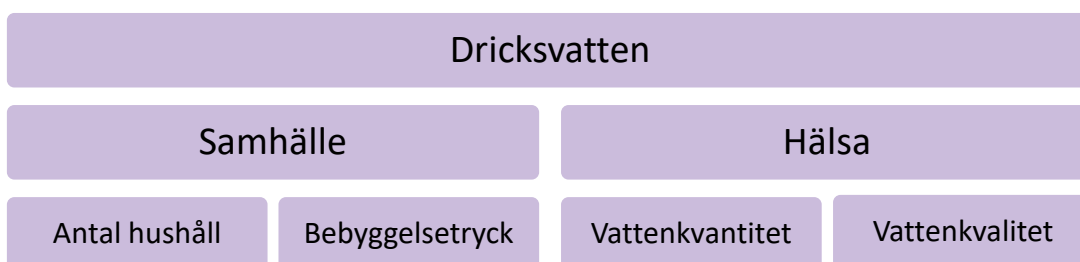 Dricksvatten
Samhälle
Hälsa
Antal hushåll
Bebyggelsetryck
Vattenkvantitet
Vattenkvalitet